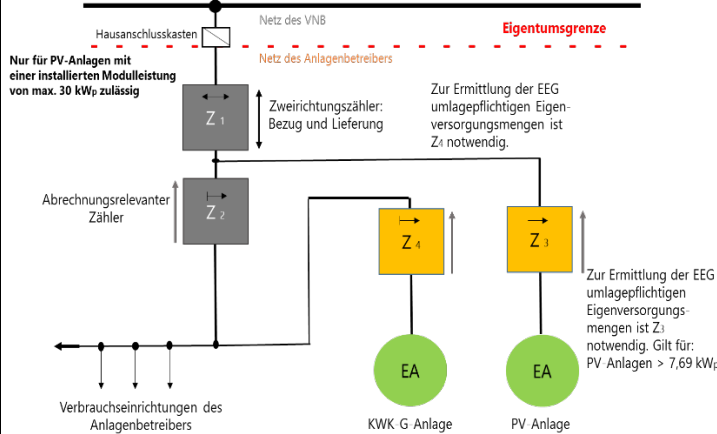 Netz des VNB
Hausanschlusskasten
Eigentumsgrenze
Netz des Anlagenbetreibers
Nur für PV-Anlagen mit
einer installierten Modulleistung
von max. 30 kWp zulässig
Z 1
Zweirichtungszähler:
Bezug und Lieferung
Zur Ermittlung der EEG
umlagepflichtigen Eigen-
versorgungsmengen ist
Z4 notwendig.
Abrechnungsrelevanter
Zähler
Z 2
Z 4
Z 3
Zur Ermittlung der EEG
umlagepflichtigen
Eigenversorgungs-
mengen ist Z3
notwendig. Gilt für:
PV-Anlagen > 7,69 kWp
EA
EA
Verbrauchseinrichtungen des
Anlagenbetreibers
KWK-G-Anlage
PV-Anlage